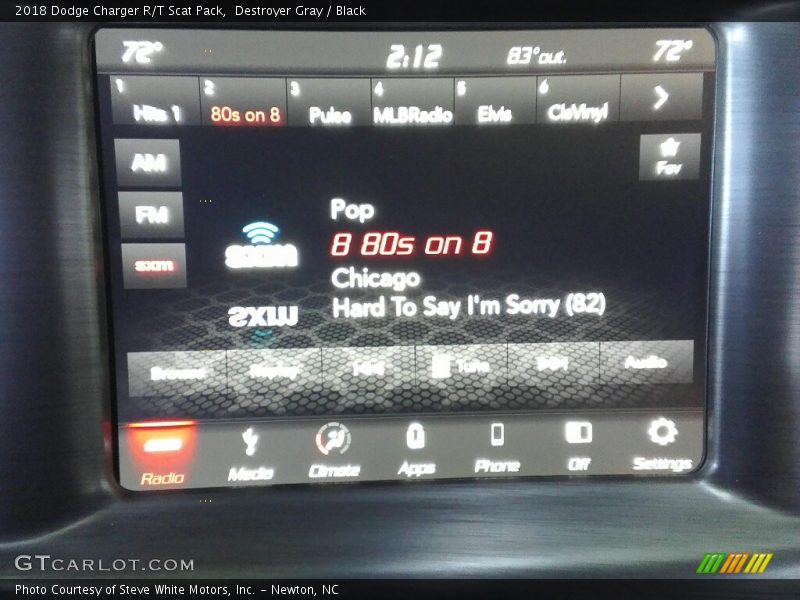 2018 Dodge Charger R/T Scat Pack,  Destroyer Gray / Black
72° 2:12 83°out. 72°
1 Hits 1 2 80s on 8 3 Pulse 4 MLBRadio 5 Elvis 6 ClsVinyl
AM
Fav
FM
Pop
sxm
8 80s on 8
sxm
Chicago
Hard To Say I'm Sorry (82)
Browse Replay Tune Audio
Radio Media Climate Apps Phone Off Settings
GTCARLOT.COM
Photo Courtesy of Steve White Motors, Inc. – Newton, NC